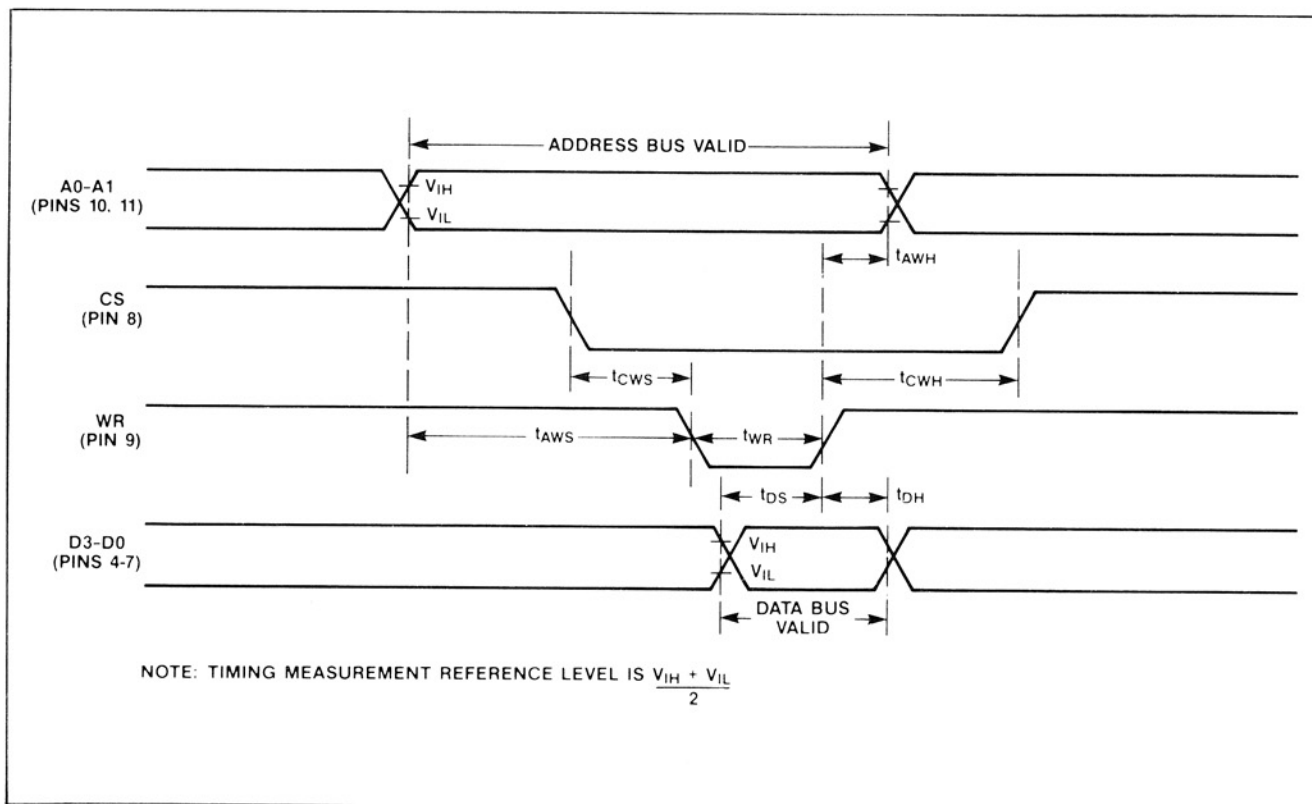 ADDRESS BUS VALID
A0-A1
(PINS 10, 11)
VIH
VIL
tAWH
CS
(PIN 8)
tCWS
tCWH
WR
(PIN 9)
tAWS
tWR
tDS
tDH
D3-D0
(PINS 4-7)
VIH
VIL
DATA BUS
VALID
NOTE: TIMING MEASUREMENT REFERENCE LEVEL IS VIH + VIL
2